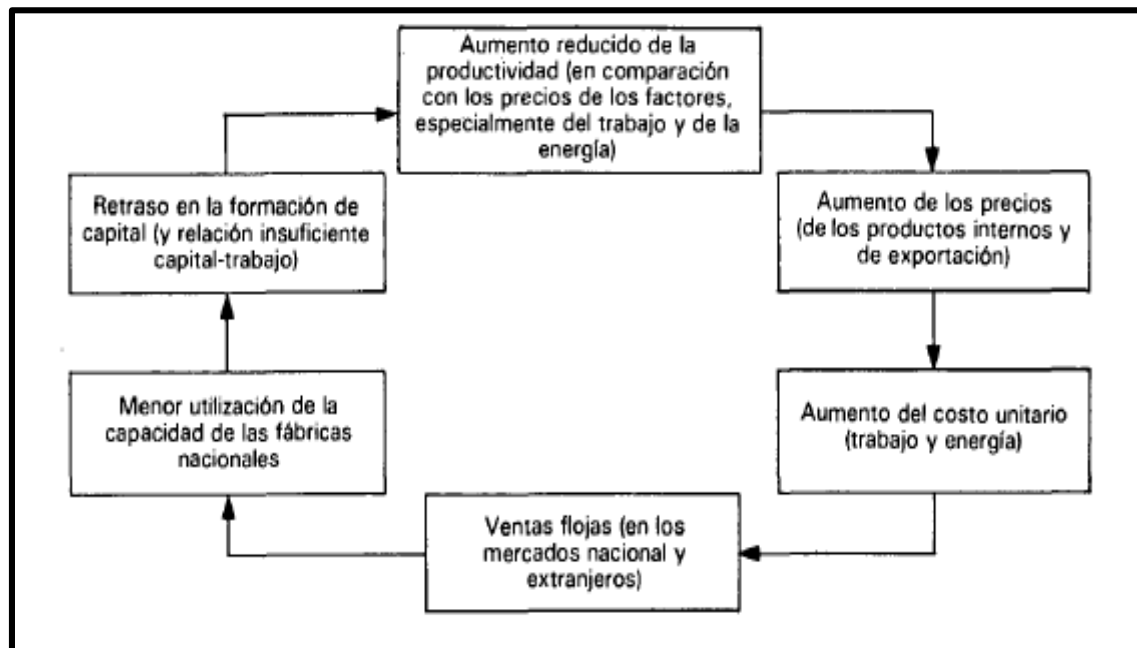 Aumento reducido de la
productividad (en comparación
con los precios de los factores,
especialmente del trabajo y de la
energía)
Aumento de los precios
(de los productos internos y
de exportación)
Aumento del costo unitario
(trabajo y energía)
Ventas flojas (en los
mercados nacional y
extranjeros)
Menor utilización de la
capacidad de las fábricas
nacionales
Retraso en la formación de
capital (y relación insuficiente
capital-trabajo)